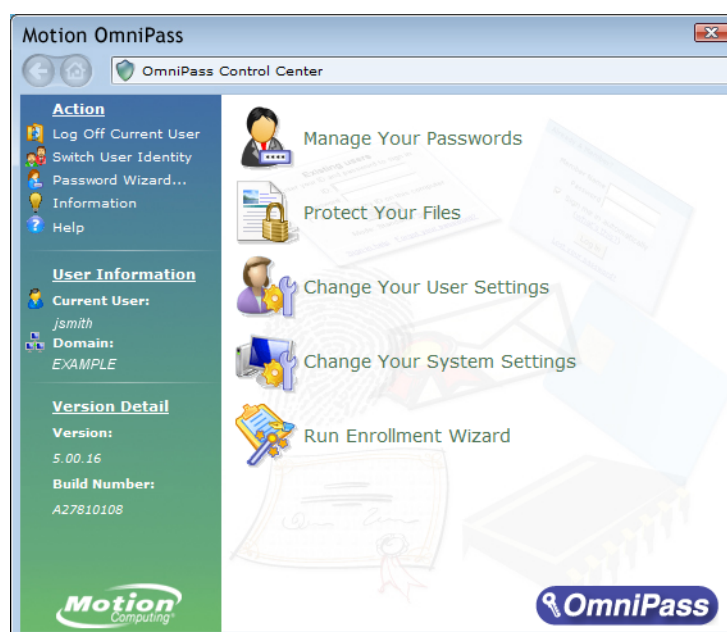 Motion OmniPass
OmniPass Control Center
Action
Log Off Current User
Switch User Identity
Password Wizard...
Information
Help
User Information
Current User:
jsmith
Domain:
EXAMPLE
Version Detail
Version:
5.00.16
Build Number:
A27810108
Motion
Computing
Manage Your Passwords
Protect Your Files
Change Your User Settings
Change Your System Settings
Run Enrollment Wizard
Existing users
OmniPass